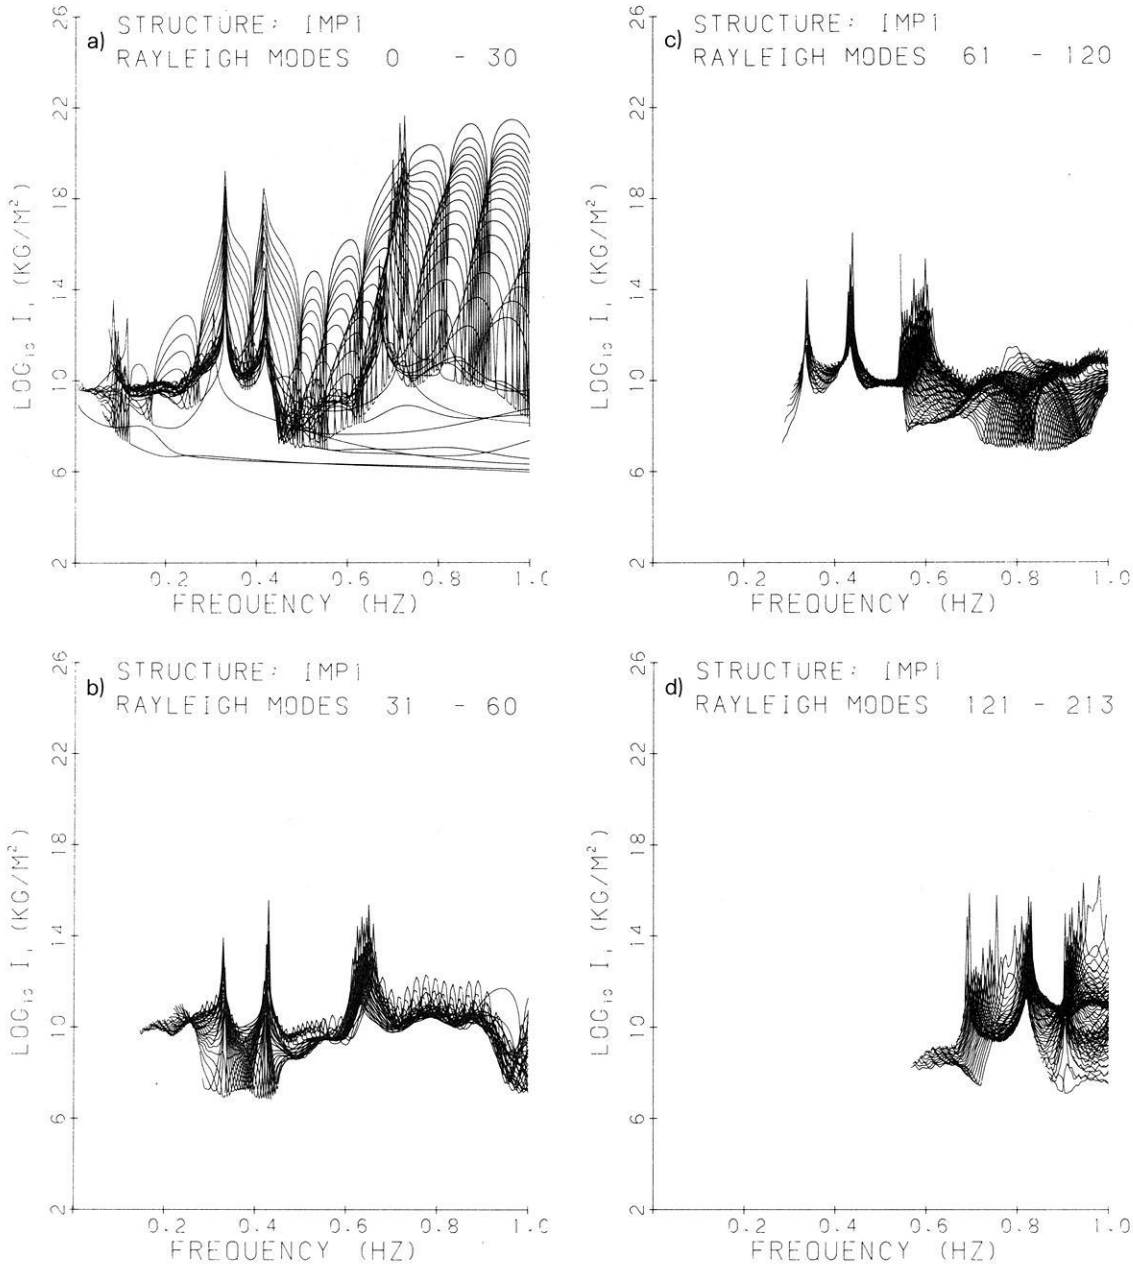 a) STRUCTURE: IMP1
RAYLEIGH MODES 0 - 30
LOG₁₀ I₁ (KG/M²)
26
22
18
14
10
6
2
0.2 0.4 0.6 0.8 1.0
FREQUENCY (HZ)
c) STRUCTURE: IMP1
RAYLEIGH MODES 61 - 120
LOG₁₀ I₁ (KG/M²)
26
22
18
14
10
6
2
0.2 0.4 0.6 0.8 1.0
FREQUENCY (HZ)
b) STRUCTURE: IMP1
RAYLEIGH MODES 31 - 60
LOG₁₀ I₁ (KG/M²)
26
22
18
14
10
6
2
0.2 0.4 0.6 0.8 1.0
FREQUENCY (HZ)
d) STRUCTURE: IMP1
RAYLEIGH MODES 121 - 213
LOG₁₀ I₁ (KG/M²)
26
22
18
14
10
6
2
0.2 0.4 0.6 0.8 1.0
FREQUENCY (HZ)